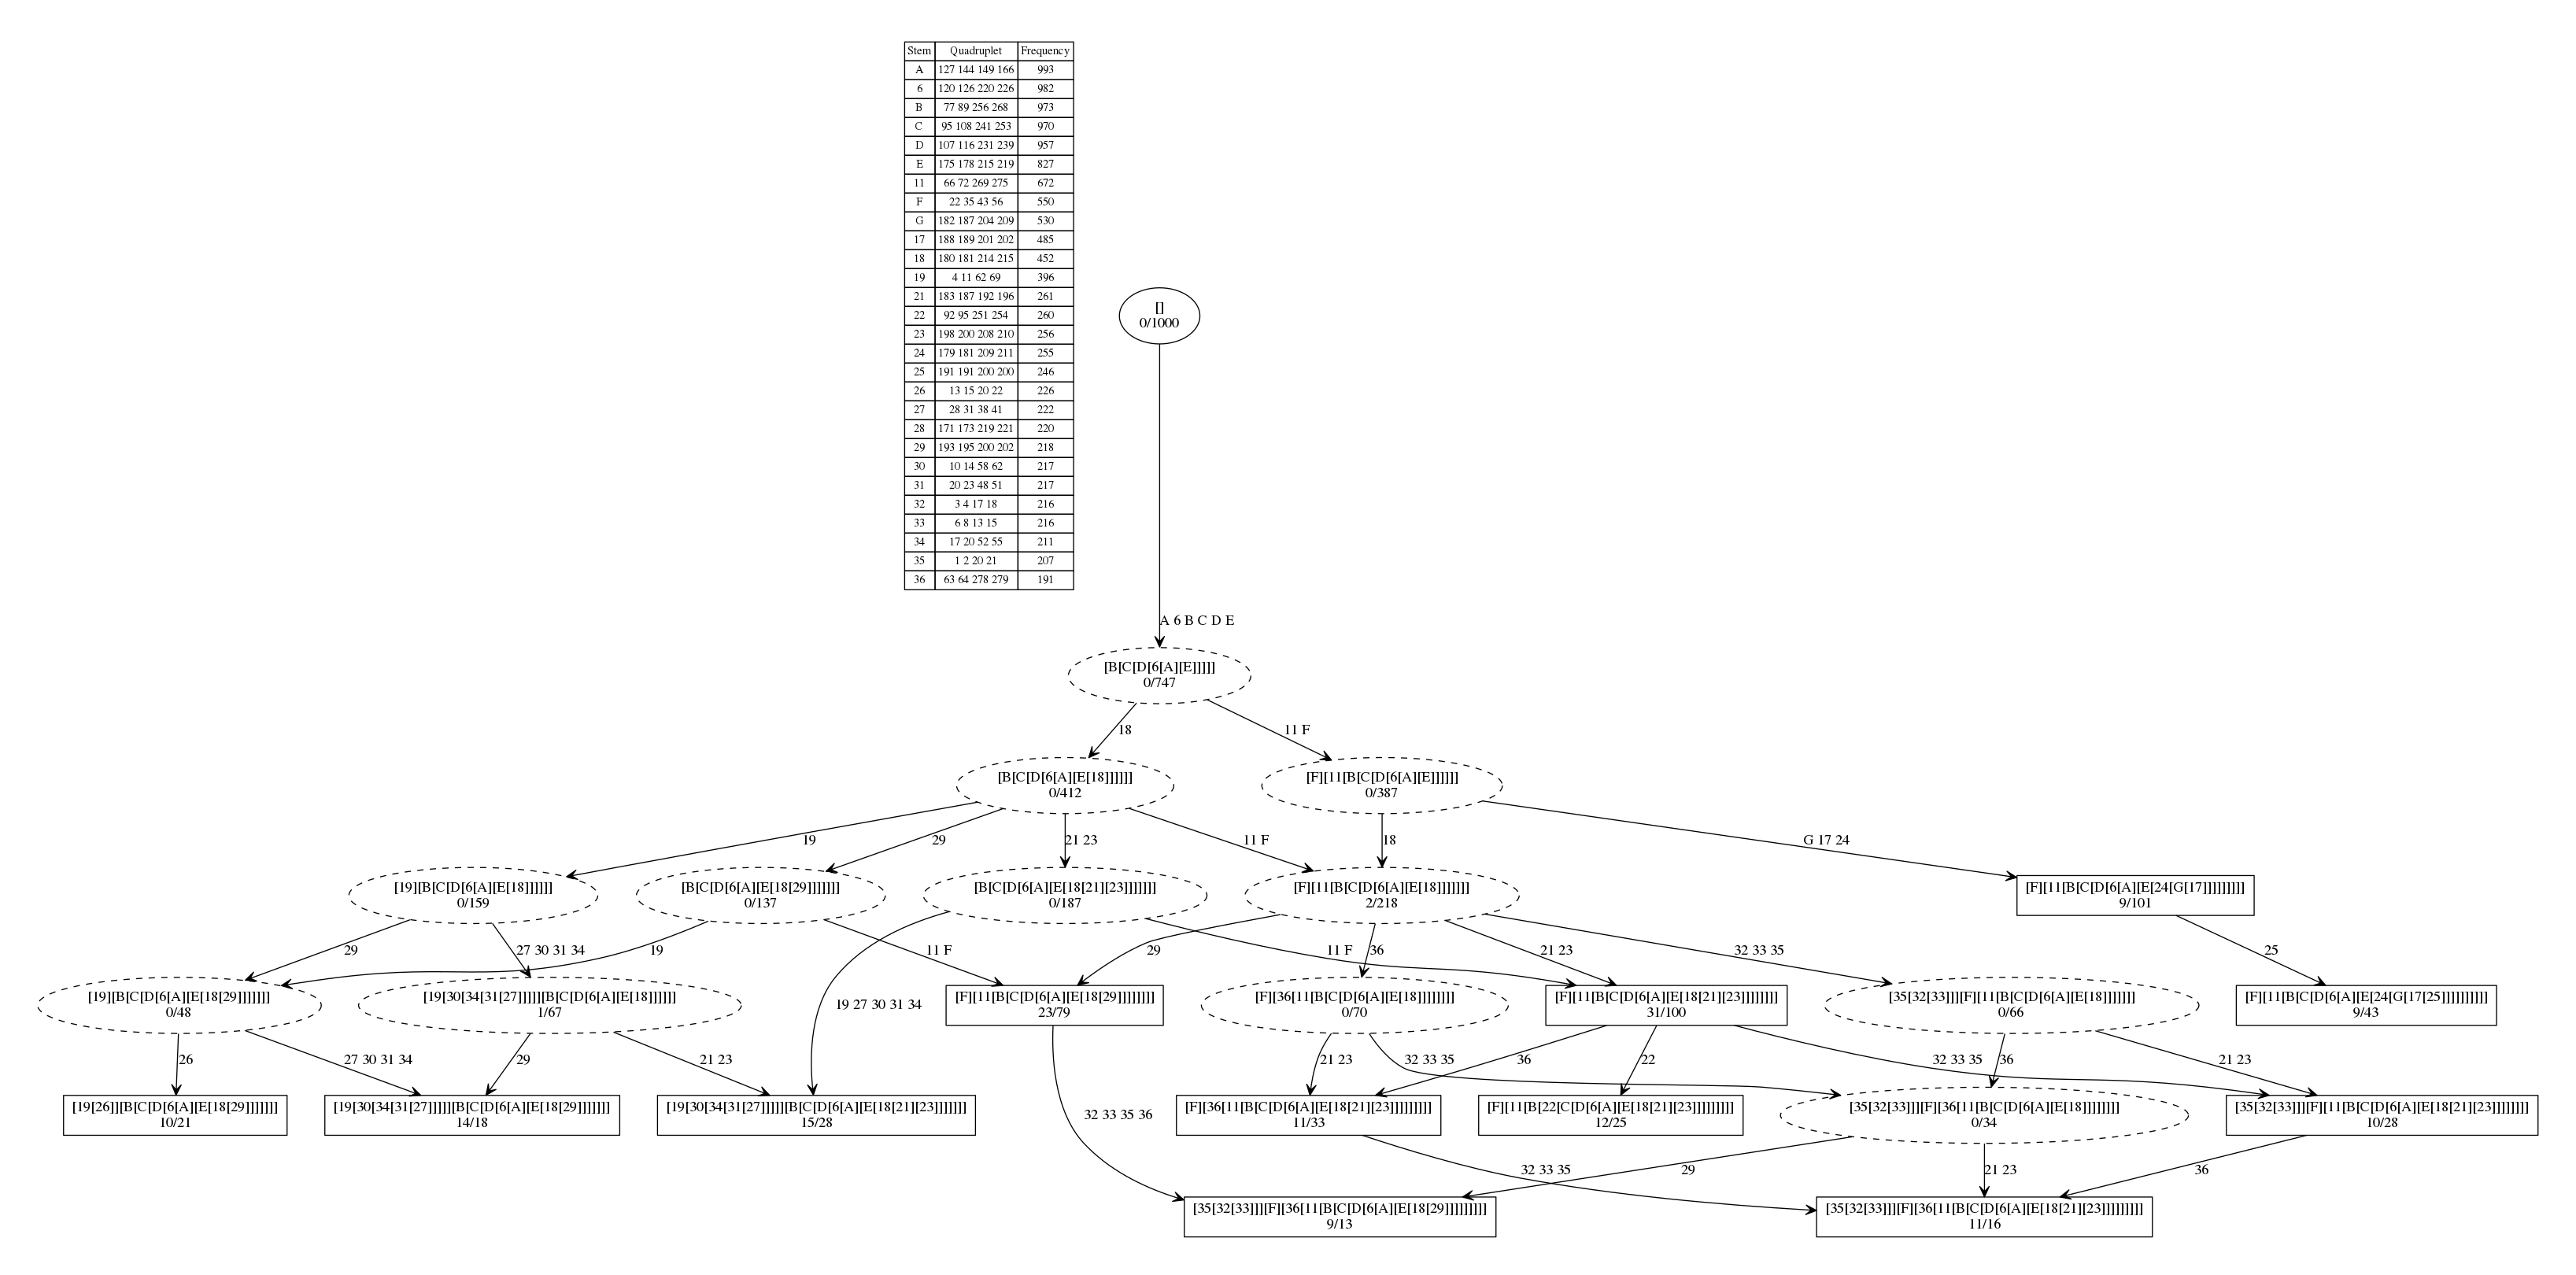 Stem Quadruplet Frequency
A 127 144 149 166 993
6 120 126 220 226 982
B 77 89 256 268 973
C 95 108 241 253 970
D 107 116 231 239 957
E 175 178 215 219 827
11 66 72 269 275 672
F 22 35 43 56 550
G 182 187 204 209 530
17 188 189 201 202 485
18 180 181 214 215 452
19 4 11 62 69 396
21 183 187 192 196 261
22 92 95 251 254 260
23 198 200 208 210 256
24 179 181 209 211 255
25 191 191 200 200 246
26 13 15 20 22 226
27 28 31 38 41 222
28 171 173 219 221 220
29 193 195 200 202 218
30 10 14 58 62 217
31 20 23 48 51 217
32 3 4 17 18 216
33 6 8 13 15 216
34 17 20 52 55 211
35 1 2 20 21 207
36 63 64 278 279 191
[]
0/1000
A 6 B C D E
[B[C[D[6[A][E]]]]]
0/747
18
11 F
[B[C[D[6[A][E[18]]]]]]
0/412
[F][11[B[C[D[6[A][E]]]]]]
0/387
19
29
21 23
11 F
18
G 17 24
[19][B[C[D[6[A][E[18]]]]]]
0/159
[B[C[D[6[A][E[18[29]]]]]]]
0/137
[B[C[D[6[A][E[18[21][23]]]]]]]
0/187
[F][11[B[C[D[6[A][E[18]]]]]]]
2/218
[F][11[B[C[D[6[A][E[24[G[17]]]]]]]]]
9/101
29
27 30 31 34
19
11 F
29
36
11 F
21 23
32 33 35
25
[19][B[C[D[6[A][E[18[29]]]]]]]
0/48
[19[30[34[31[27]]]]][B[C[D[6[A][E[18]]]]]]
1/67
19 27 30 31 34
[F][11[B[C[D[6[A][E[18[29]]]]]]]]
23/79
[F][36[11[B[C[D[6[A][E[18]]]]]]]]
0/70
[F][11[B[C[D[6[A][E[18[21][23]]]]]]]]
31/100
[35[32[33]]][F][11[B[C[D[6[A][E[18]]]]]]]
0/66
[F][11[B[C[D[6[A][E[24[G[17[25]]]]]]]]]]
9/43
26
27 30 31 34
29
21 23
21 23
32 33 35
36
22
32 33 35
36
21 23
[19[26]][B[C[D[6[A][E[18[29]]]]]]]
10/21
[19[30[34[31[27]]]]][B[C[D[6[A][E[18[29]]]]]]]
14/18
[19[30[34[31[27]]]]][B[C[D[6[A][E[18[21][23]]]]]]]
15/28
32 33 35 36
[F][36[11[B[C[D[6[A][E[18[21][23]]]]]]]]]
11/33
[F][11[B[22[C[D[6[A][E[18[21][23]]]]]]]]]
12/25
[35[32[33]]][F][36[11[B[C[D[6[A][E[18]]]]]]]]
0/34
[35[32[33]]][F][11[B[C[D[6[A][E[18[21][23]]]]]]]]
10/28
32 33 35
29
21 23
36
[35[32[33]]][F][36[11[B[C[D[6[A][E[18[29]]]]]]]]]
9/13
[35[32[33]]][F][36[11[B[C[D[6[A][E[18[21][23]]]]]]]]]
11/16